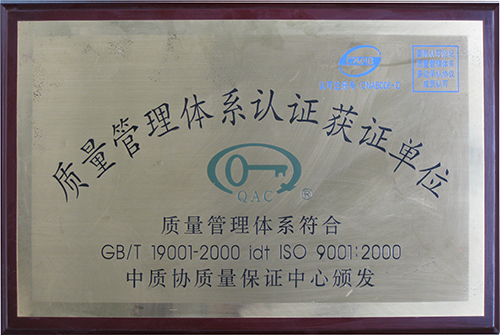 质量管理体系认证获证单位
QAC ®
质量管理体系符合
GB/T 19001-2000 idt ISO 9001:2000
中质协质量保证中心颁发